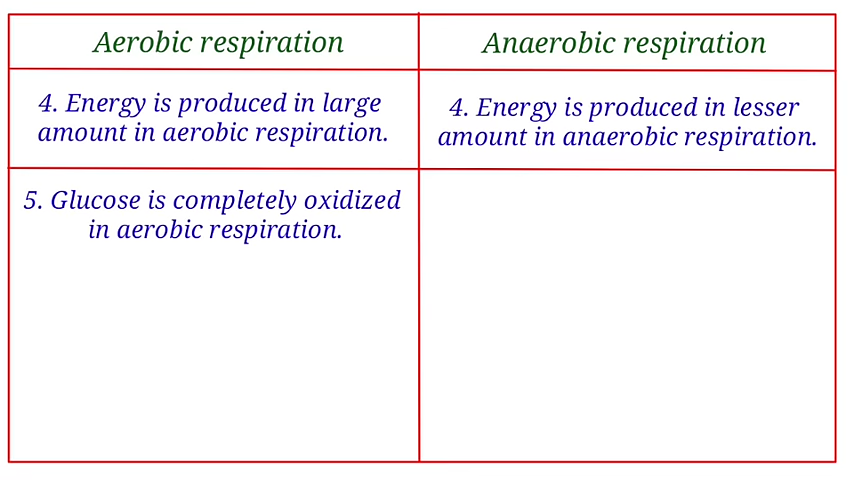 Aerobic respiration
Anaerobic respiration
4. Energy is produced in large
amount in aerobic respiration.
4. Energy is produced in lesser
amount in anaerobic respiration.
5. Glucose is completely oxidized
in aerobic respiration.